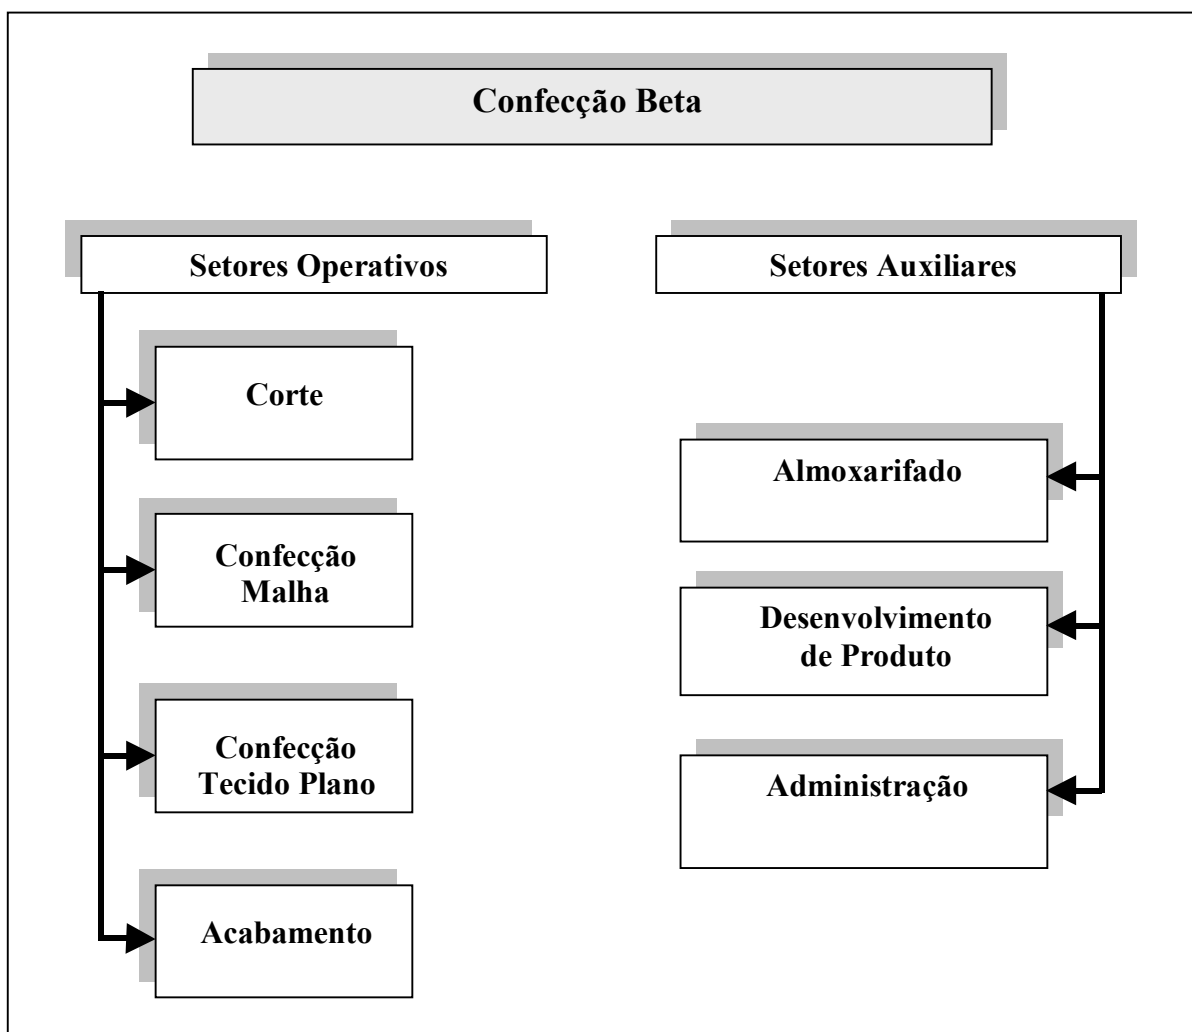 Confecção Beta
Setores Operativos
Corte
Confecção
Malha
Confecção
Tecido Plano
Acabamento
Setores Auxiliares
Almoxarifado
Desenvolvimento
de Produto
Administração